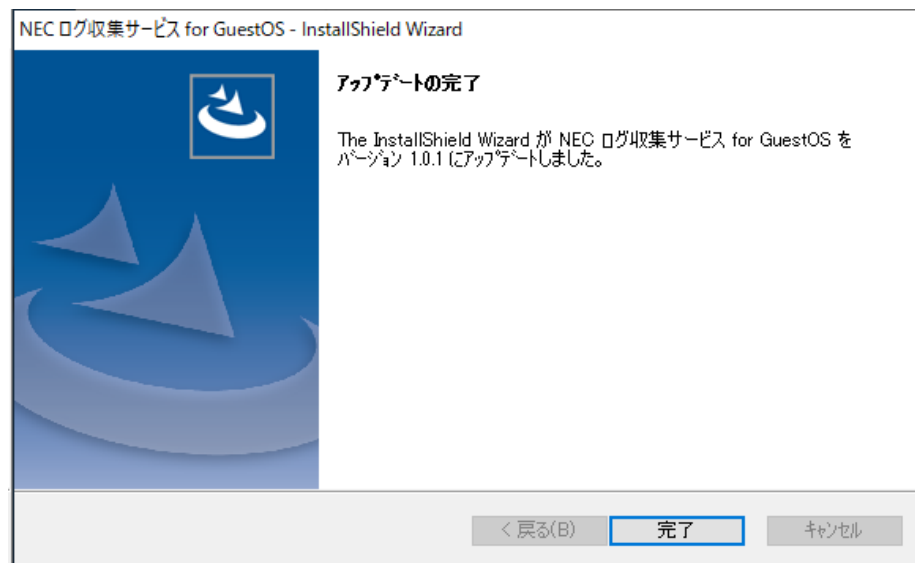 NEC ログ収集サービス for GuestOS - InstallShield Wizard
アップデートの完了
The InstallShield Wizard が NEC ログ収集サービス for GuestOS を
バージョン 1.0.1 にアップデートしました。
< 戻る(B)
完了
キャンセル